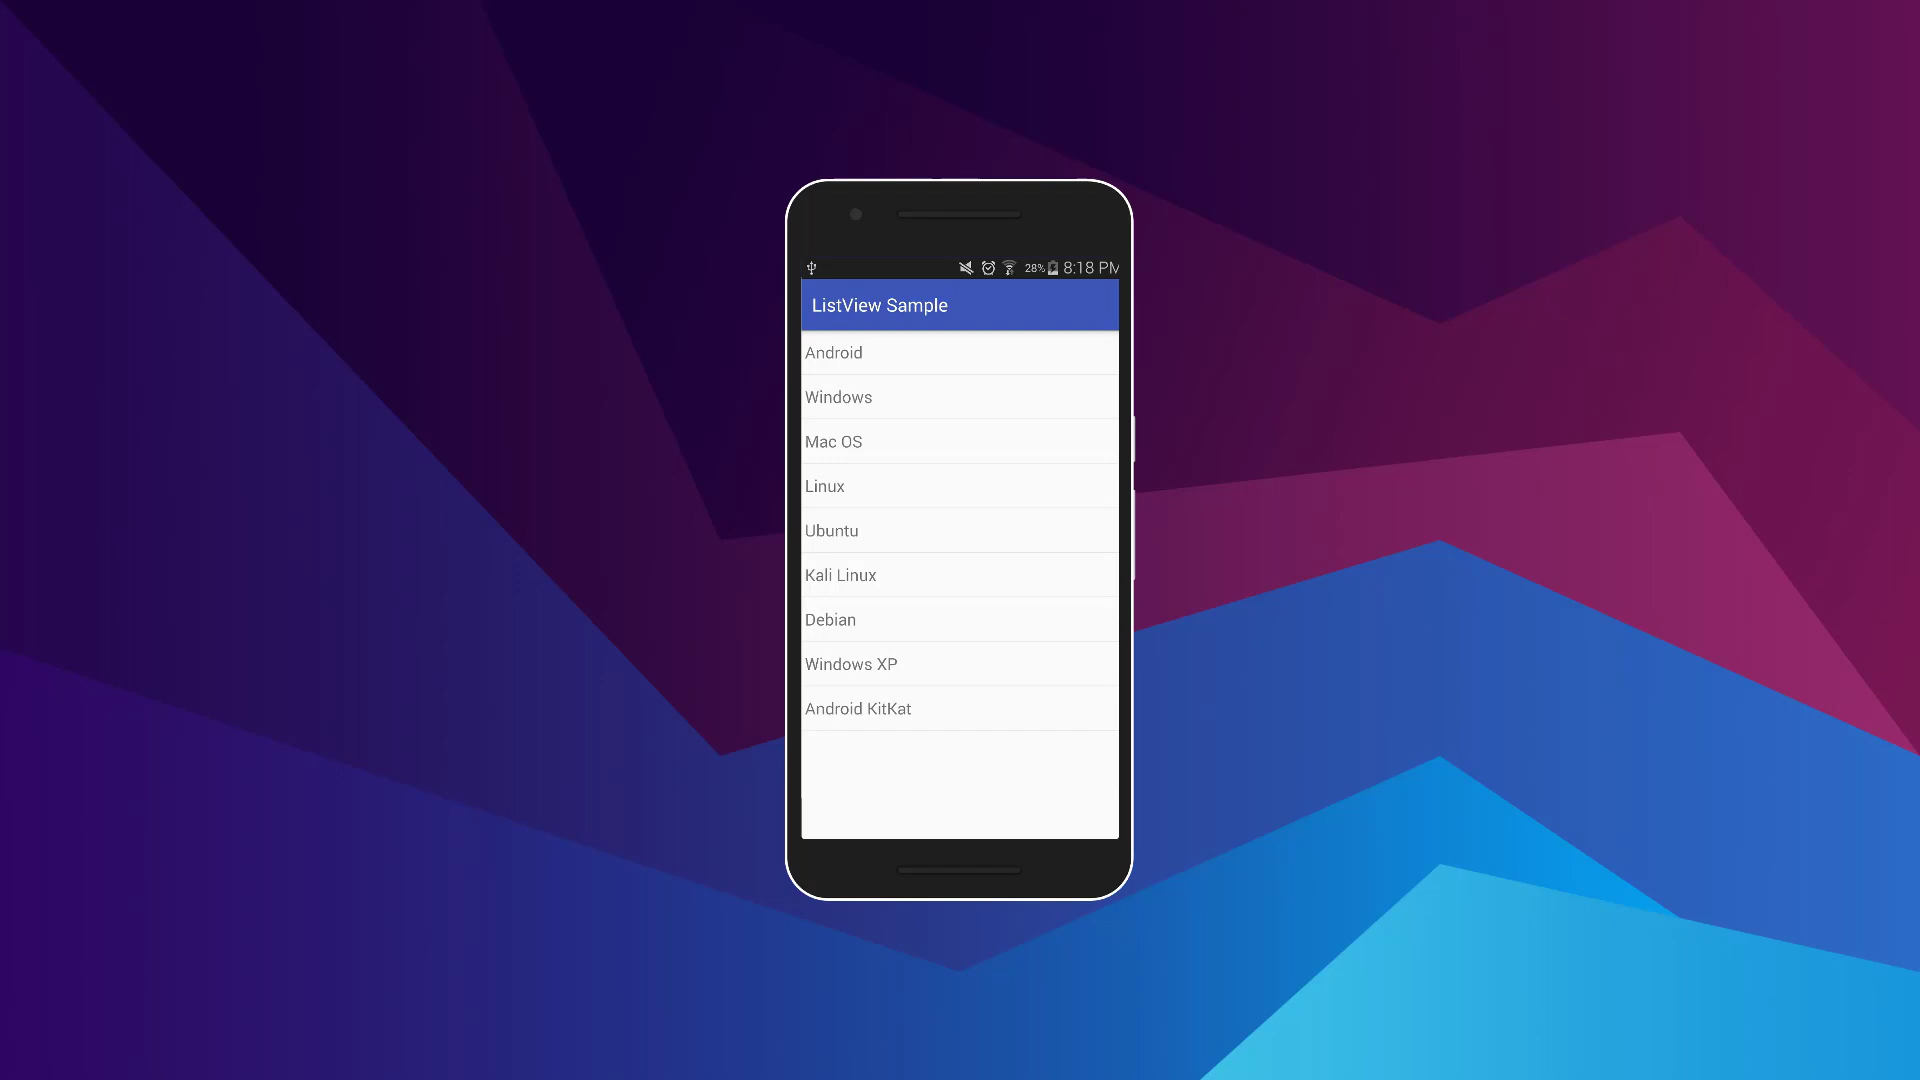 28% 8:18 PM
ListView Sample
Android
Windows
Mac OS
Linux
Ubuntu
Kali Linux
Debian
Windows XP
Android KitKat